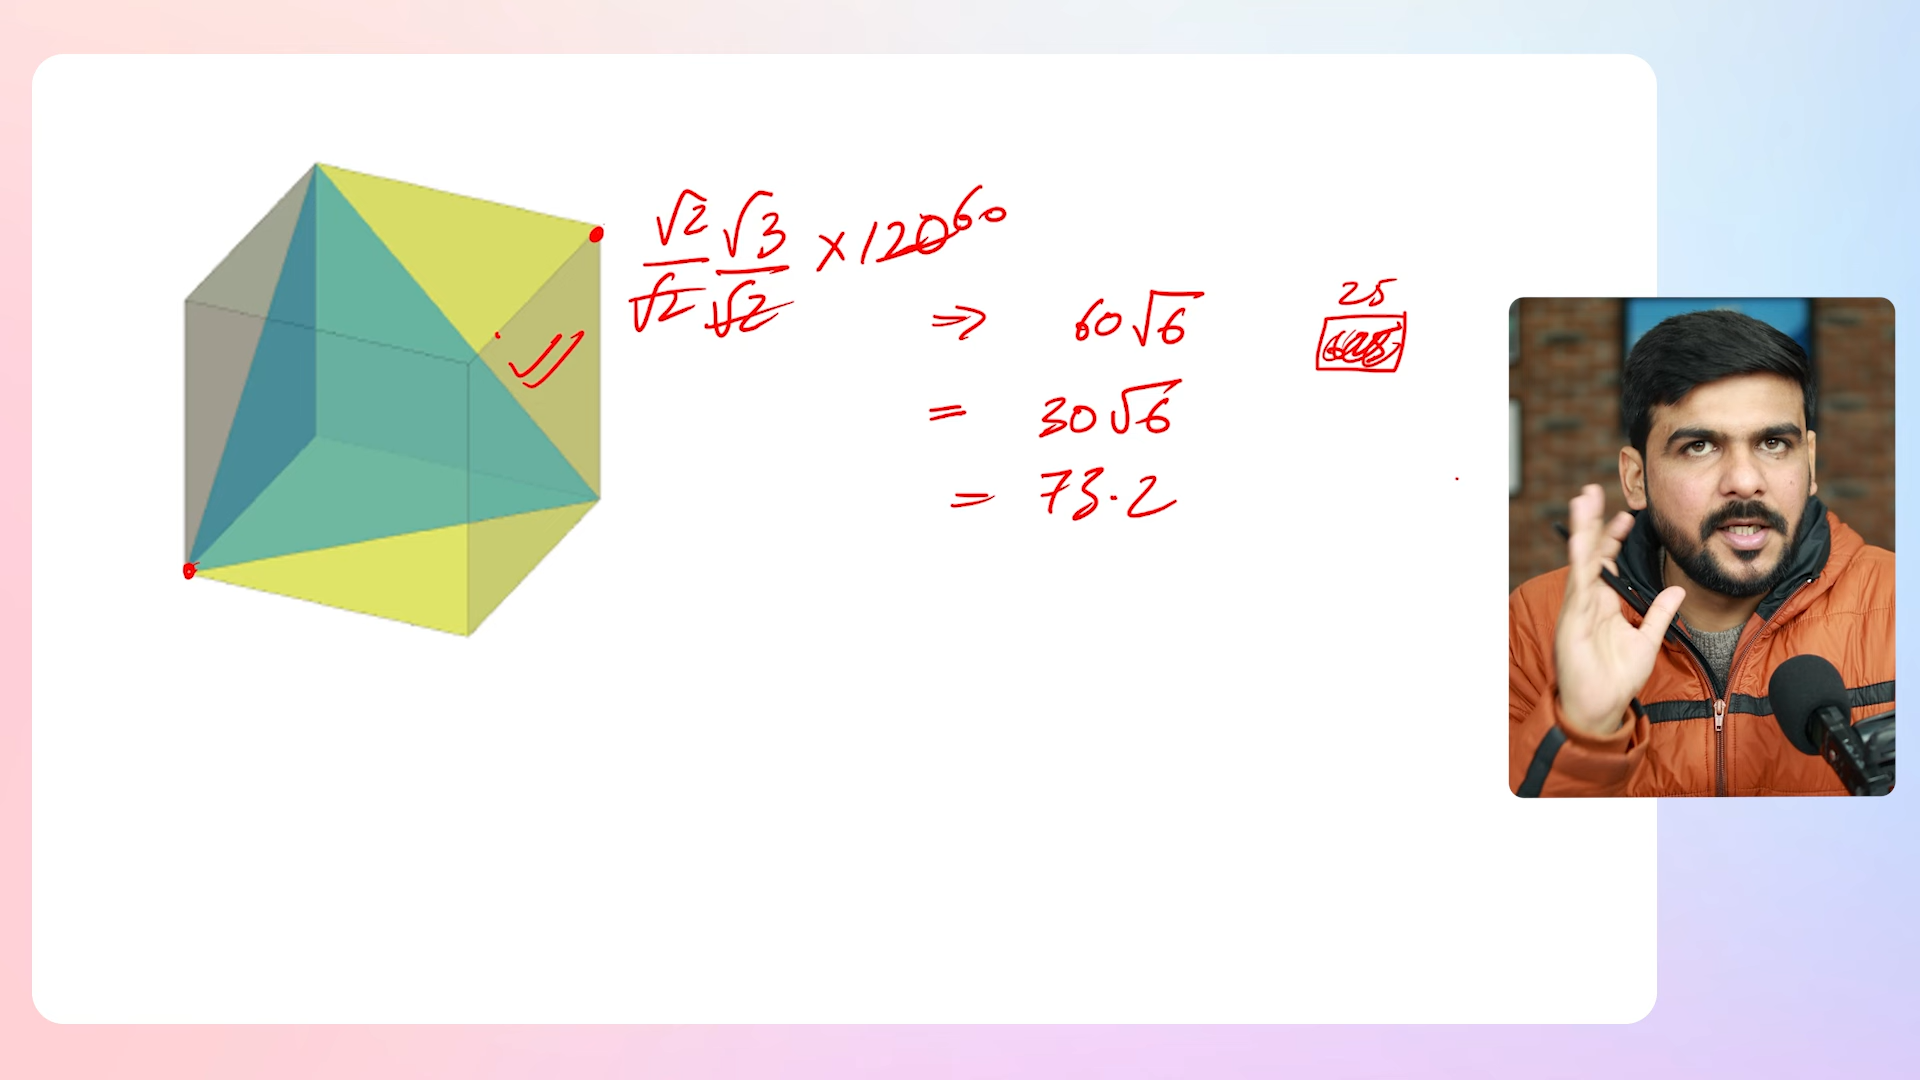 √2/√2 √3/√2 × 120 60
⇒ 60√6
= 30√6
= 73.2
25